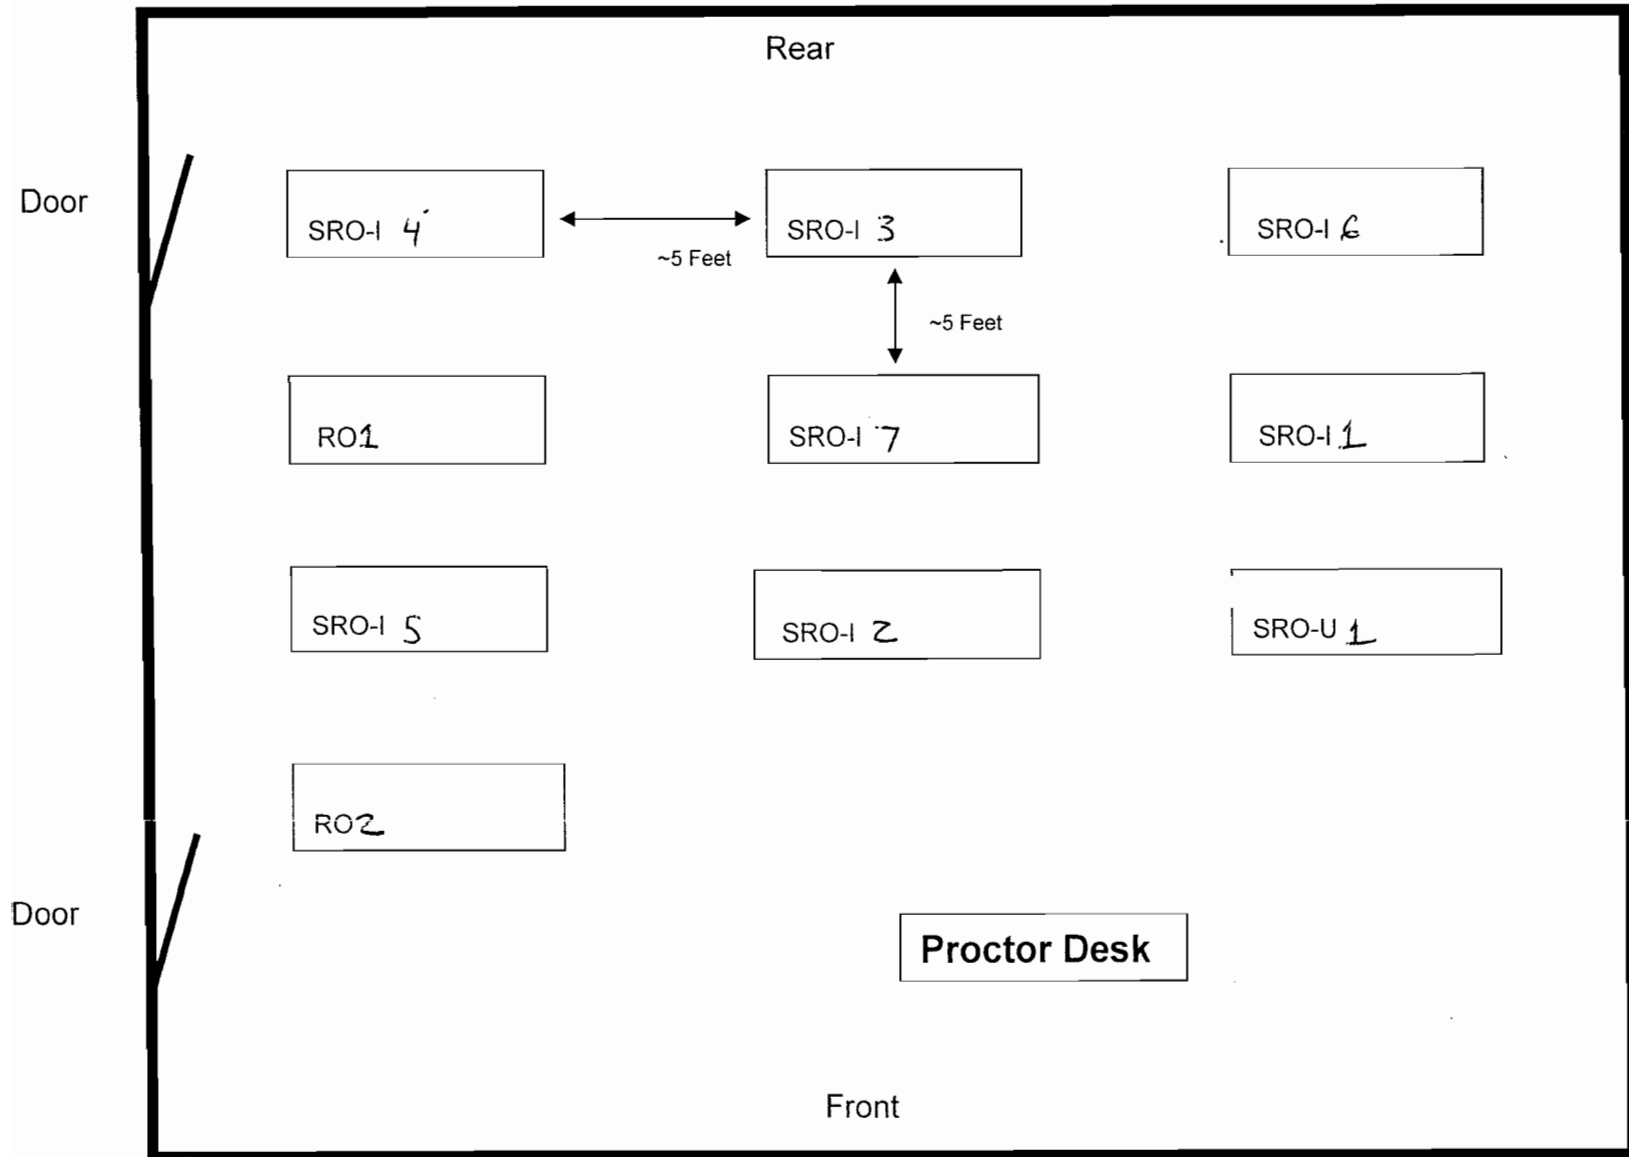 Rear
Door
SRO-I 4
~5 Feet
SRO-I 3
SRO-I 6
~5 Feet
RO1
SRO-I 7
SRO-I 1
SRO-I 5
SRO-I 2
SRO-U 1
RO2
Door
Proctor Desk
Front